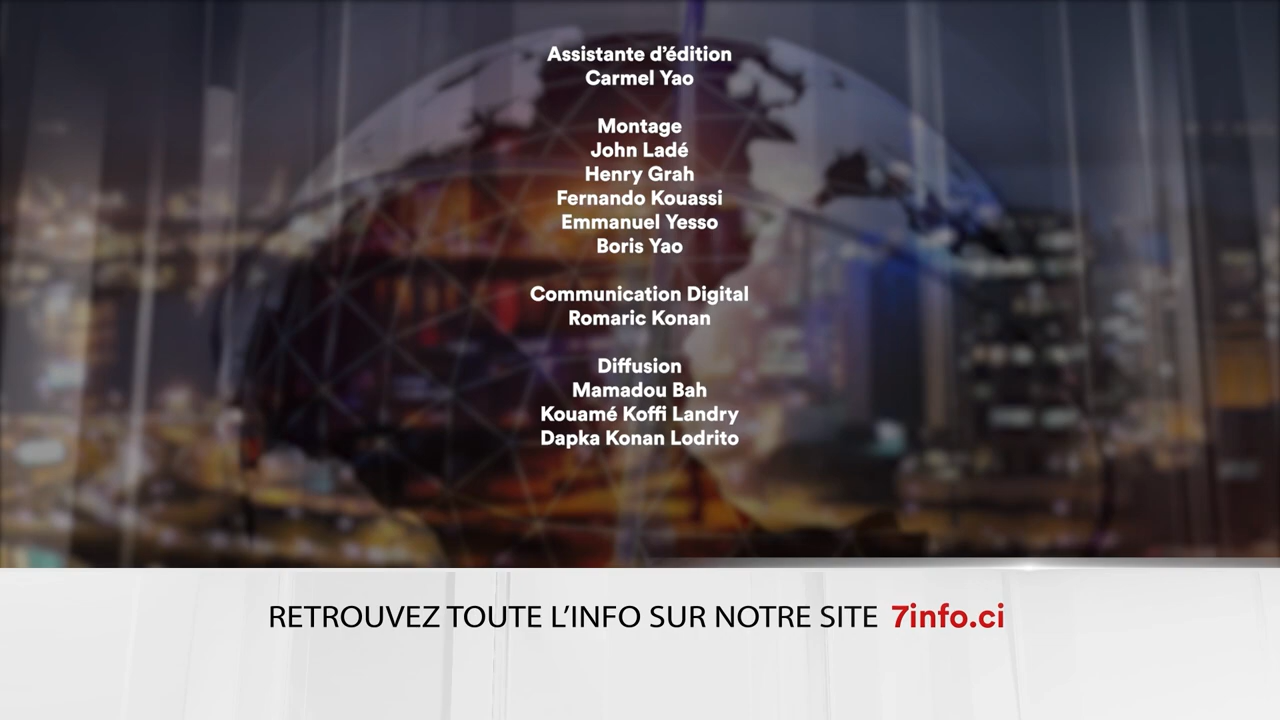 Assistante d'édition
Carmel Yao
Montage
John Ladé
Henry Grah
Fernando Kouassi
Emmanuel Yesso
Boris Yao
Communication Digital
Romaric Konan
Diffusion
Mamadou Bah
Kouamé Koffi Landry
Dapka Konan Lodrito
RETROUVEZ TOUTE L'INFO SUR NOTRE SITE 7info.ci